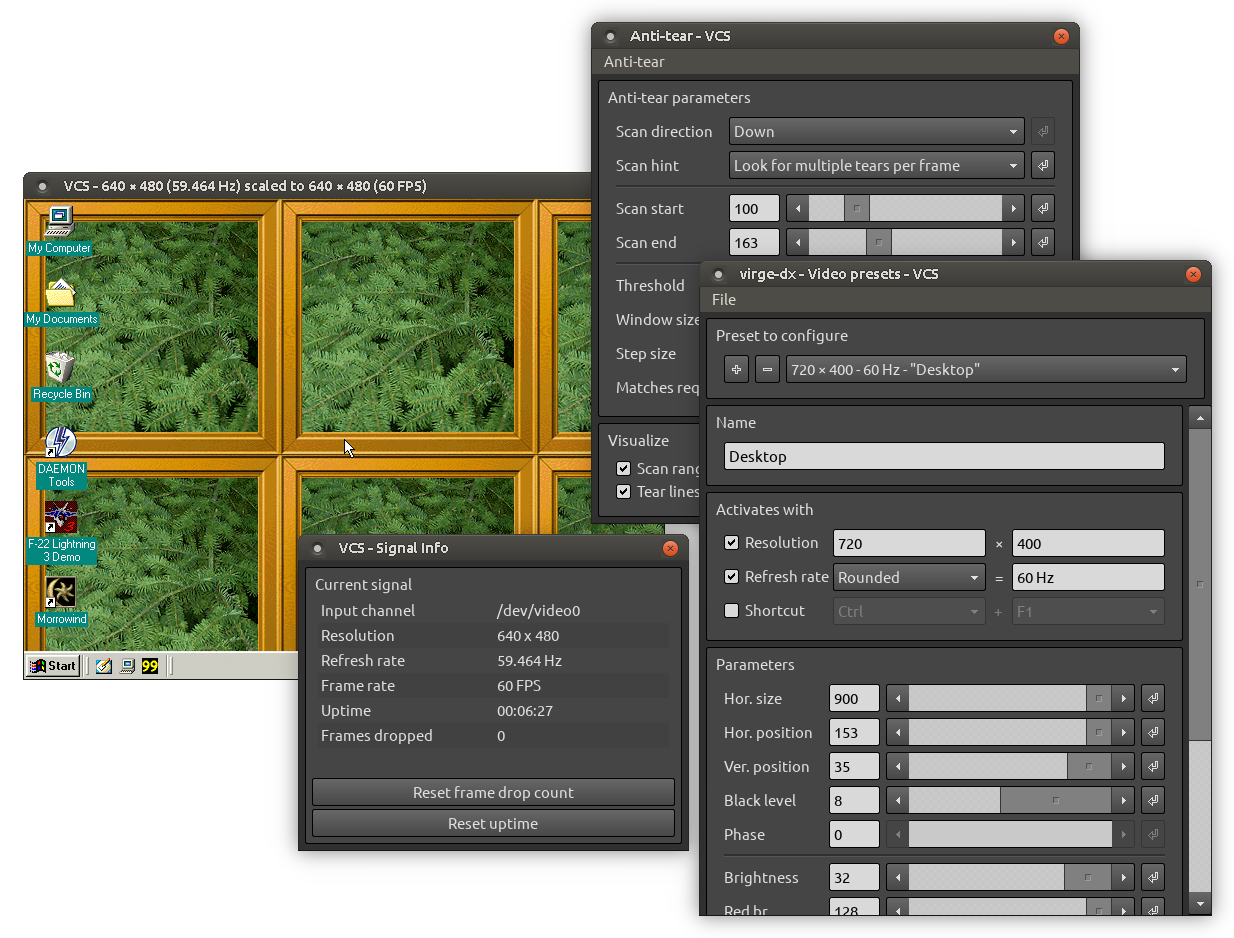 Anti-tear - VCS
Anti-tear
Anti-tear parameters
Scan direction Down
Scan hint Look for multiple tears per frame
Scan start 100
Scan end 163
Threshold
Window size
Step size
Matches req
Visualize
Scan rang
Tear lines
VCS - 640 × 480 (59.464 Hz) scaled to 640 × 480 (60 FPS)
My Computer
My Documents
Recycle Bin
DAEMON
Tools
F-22 Lightning
3 Demo
Morrowind
Start 99
VCS - Signal Info
Current signal
Input channel /dev/video0
Resolution 640 x 480
Refresh rate 59.464 Hz
Frame rate 60 FPS
Uptime 00:06:27
Frames dropped 0
Reset frame drop count
Reset uptime
virge-dx - Video presets - VCS
File
Preset to configure
720 × 400 - 60 Hz - "Desktop"
Name
Desktop
Activates with
Resolution 720 × 400
Refresh rate Rounded = 60 Hz
Shortcut Ctrl + F1
Parameters
Hor. size 900
Hor. position 153
Ver. position 35
Black level 8
Phase 0
Brightness 32
Red br. 128